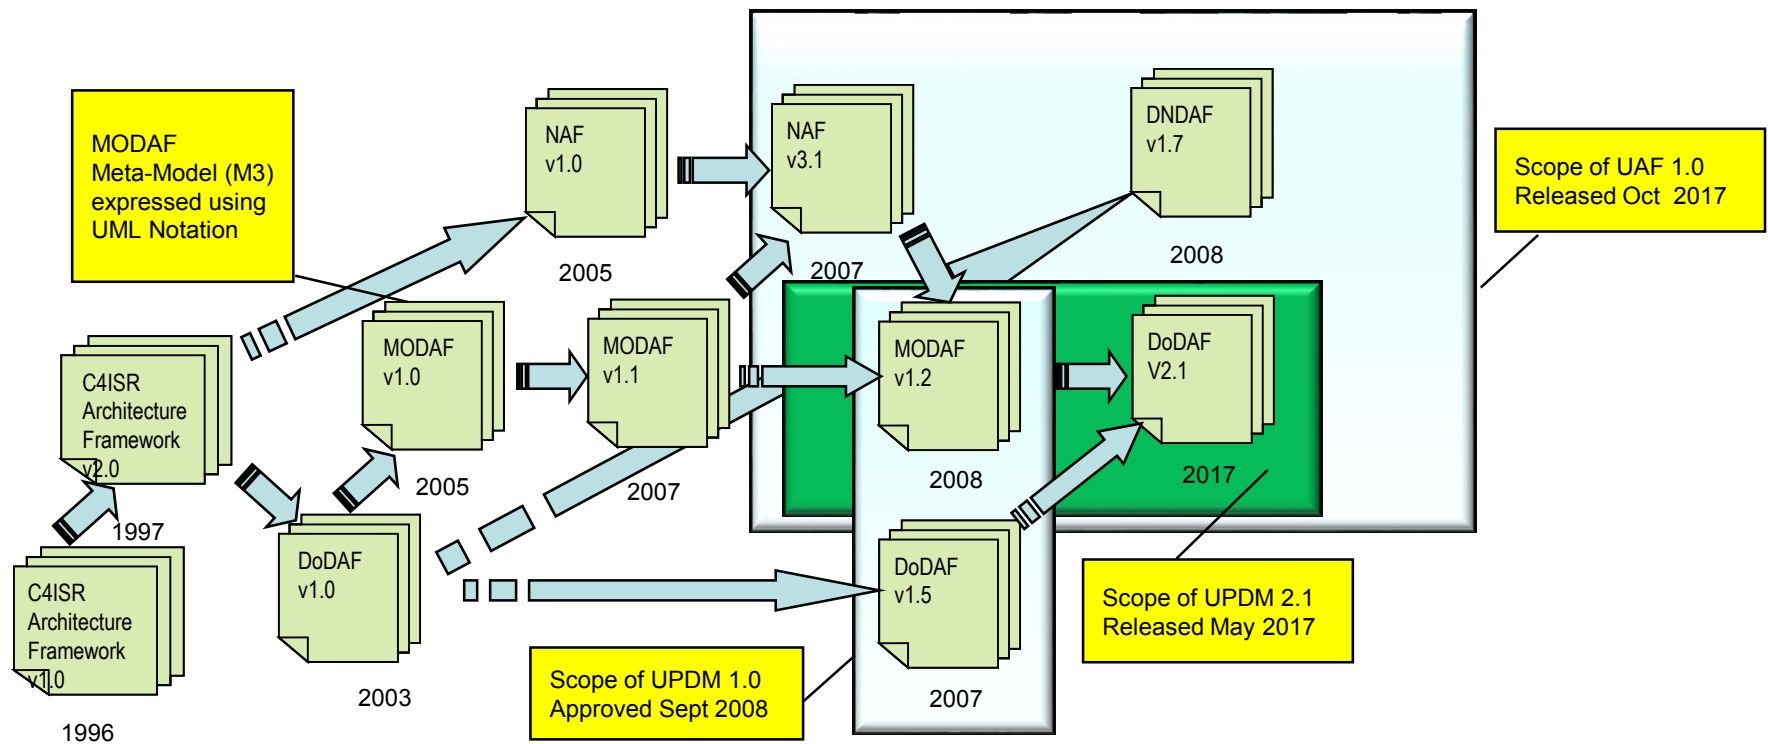 MODAF
Meta-Model (M3)
expressed using
UML Notation
NAF
v1.0
2005
NAF
v3.1
2007
DNDAF
v1.7
2008
Scope of UAF 1.0
Released Oct 2017
C4ISR
Architecture
Framework
v2.0
1997
MODAF
v1.0
2005
MODAF
v1.1
2007
MODAF
v1.2
2008
DoDAF
V2.1
2017
C4ISR
Architecture
Framework
v1.0
1996
DoDAF
v1.0
2003
DoDAF
v1.5
2007
Scope of UPDM 1.0
Approved Sept 2008
Scope of UPDM 2.1
Released May 2017